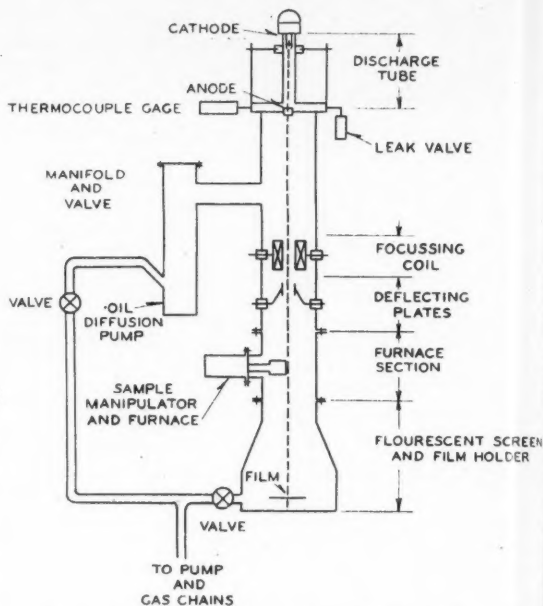 CATHODE
DISCHARGE
TUBE
ANODE
THERMOCOUPLE GAGE
LEAK VALVE
MANIFOLD
AND
VALVE
FOCUSSING
COIL
VALVE
OIL
DIFFUSION
PUMP
DEFLECTING
PLATES
FURNACE
SECTION
SAMPLE
MANIPULATOR
AND FURNACE
FLOURESCENT SCREEN
AND FILM HOLDER
FILM
VALVE
TO PUMP
AND
GAS CHAINS